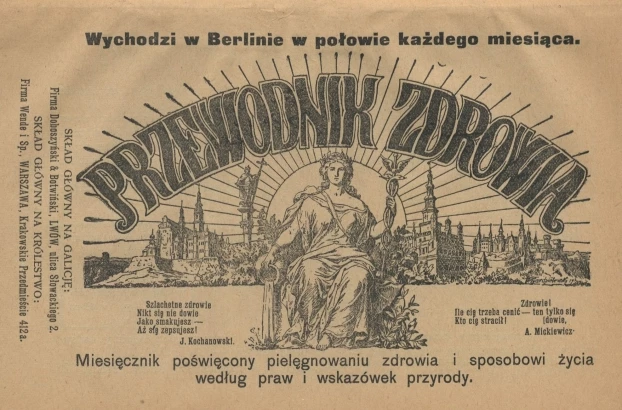 Wychodzi w Berlinie w połowie każdego miesiąca.
PRZEWODNIK ZDROWIA
SKŁAD GŁÓWNY NA GALICJĘ:
Firma Doboszyński & Botwiński, LWÓW, ulica Słowackiego 2.
SKŁAD GŁÓWNY NA KRÓLESTWO:
Firma Wende i Sp., WARSZAWA, Krakowskie Przedmieście 412a.
Szlachetne zdrowie
Nikt się nie dowie
Jako smakujesz —
Aż się zepsujesz!
J. Kochanowski.
Zdrowie!
Ile cię trzeba cenić — ten tylko się
[dowie,
Kto cię stracił!
A. Mickiewicz
Miesięcznik poświęcony pielęgnowaniu zdrowia i sposobowi życia
według praw i wskazówek przyrody.